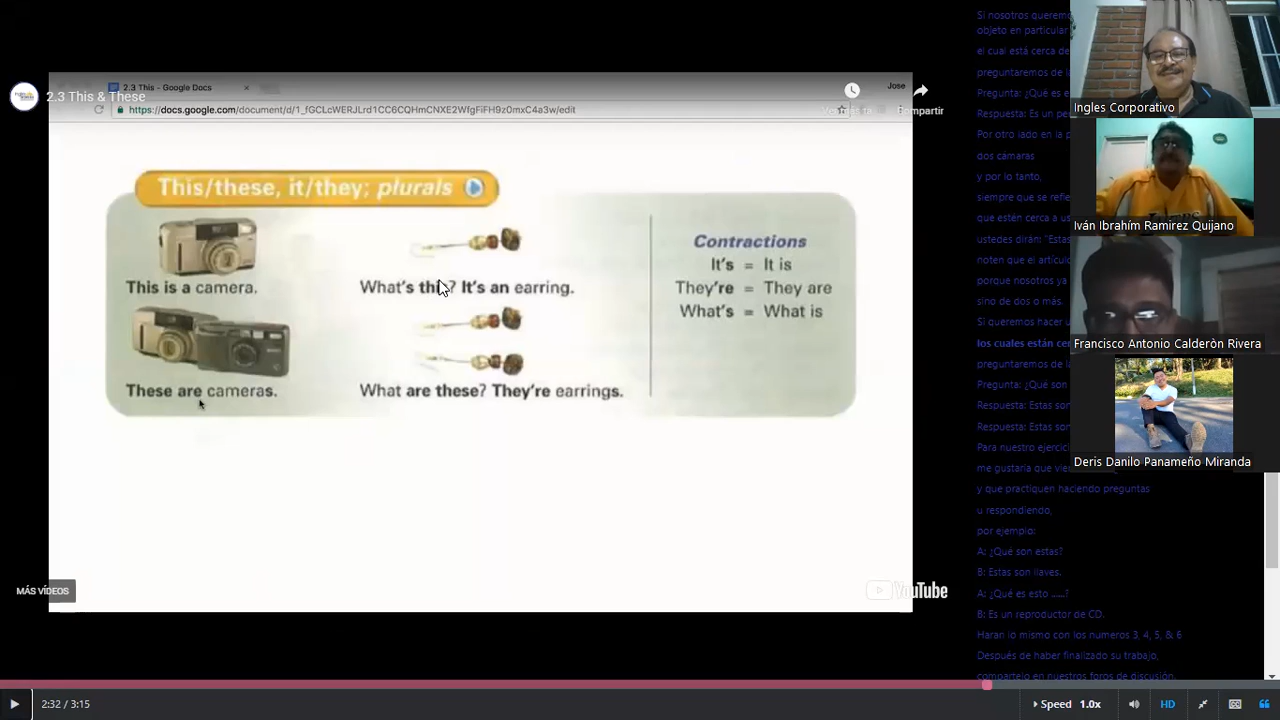 2.3 This - Google Docs
Jose
2.3 This & These
https://docs.google.com/document/d/1_fGCLcWERJLrd1CC6CQHmCNXE2WfgFiFH9z0mxC4a3w/edit
Compartir
This/these, it/they; plurals
This is a camera.
What's this? It's an earring.
These are cameras.
What are these? They're earrings.
Contractions
It's = It is
They're = They are
What's = What is
MÁS VÍDEOS
YouTube
Si nosotros querem
objeto en particular
el cual está cerca de
preguntaremos de l
Pregunta: ¿Qué es e
Respuesta: Es un pe
Por otro lado en la p
dos cámaras
y por lo tanto,
siempre que se refie
que estén cerca a us
ustedes dirán: "Estas
noten que el artícul
porque nosotros ya
sino de dos o más
Si queremos hacer u
los cuales están cer
preguntaremos de la
Pregunta: ¿Qué son
Respuesta: Estas son
Respuesta: Estas son
Para nuestro ejercici
me gustaría que vie
y que practiquen haciendo preguntas
u respondiendo,
por ejemplo:
A: ¿Qué son estas?
B: Estas son llaves.
A: ¿Qué es esto ......?
B: Es un reproductor de CD.
Haran lo mismo con los numeros 3, 4, 5, & 6
Después de haber finalizado su trabajo,
compartelo en nuestros foros de discusión.
Ingles Corporativo
Iván Ibrahím Ramirez Quijano
Francisco Antonio Calderòn Rivera
Deris Danilo Panameño Miranda
2:32 / 3:15
Speed 1.0x
HD